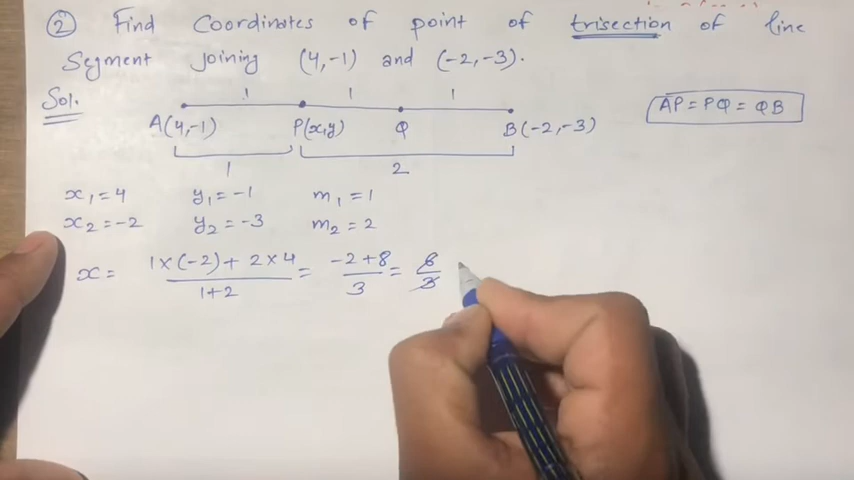 ② Find Coordinates of point of trisection of line
Segment joining (4,-1) and (-2,-3).
Sol.
1 1 1
A(4,-1) P(x,y) Q B(-2,-3)
AP = PQ = QB
1 2
x₁ = 4 y₁ = -1 m₁ = 1
x₂ = -2 y₂ = -3 m₂ = 2
x = 1×(-2) + 2×4 / 1+2 = -2+8 / 3 = 6 / 3